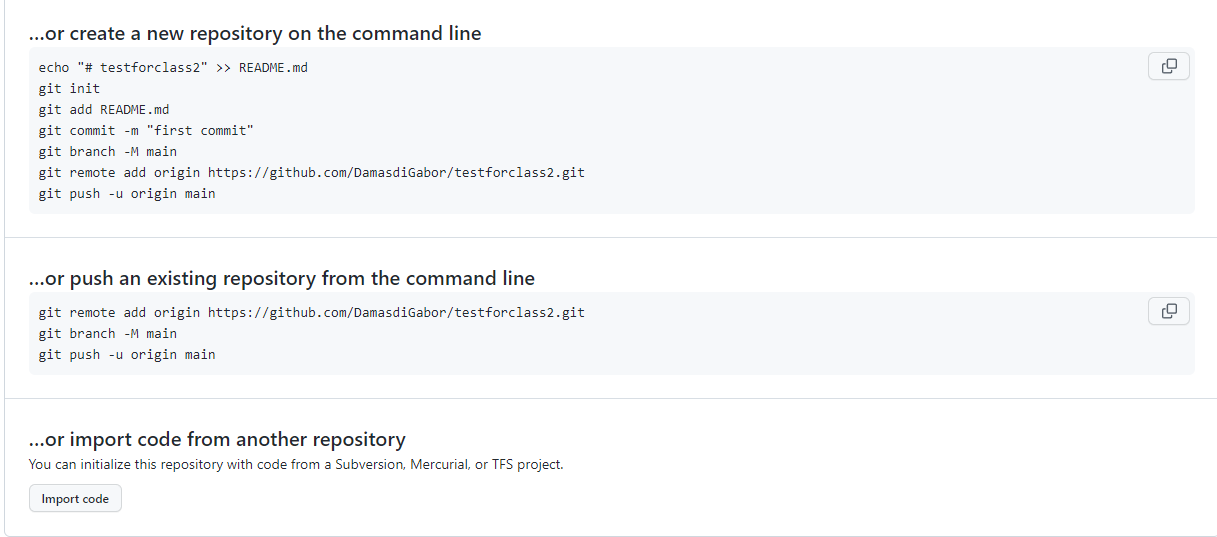 ...or create a new repository on the command line
echo "# testforclass2" >> README.md
git init
git add README.md
git commit -m "first commit"
git branch -M main
git remote add origin https://github.com/DamasdiGabor/testforclass2.git
git push -u origin main
...or push an existing repository from the command line
git remote add origin https://github.com/DamasdiGabor/testforclass2.git
git branch -M main
git push -u origin main
...or import code from another repository
You can initialize this repository with code from a Subversion, Mercurial, or TFS project.
Import code